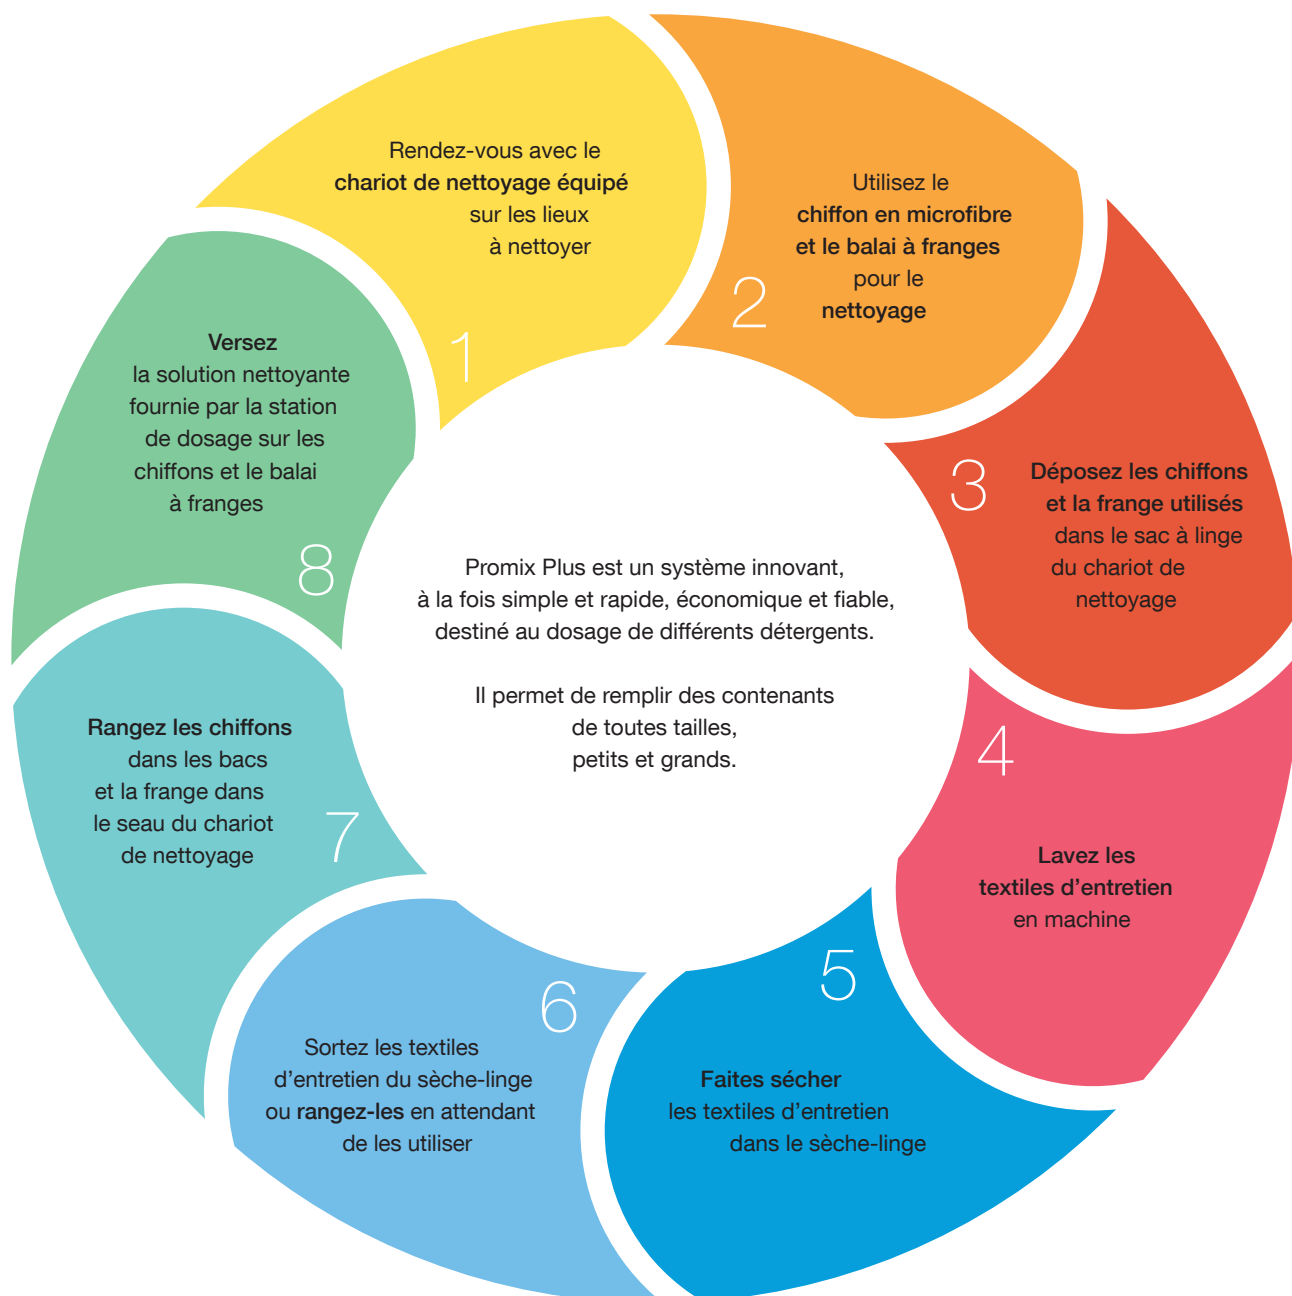 Rendez-vous avec le
chariot de nettoyage équipé
sur les lieux
à nettoyer
1
Utilisez le
chiffon en microfibre
et le balai à franges
pour le
nettoyage
2
Déposez les chiffons
et la frange utilisés
dans le sac à linge
du chariot de
nettoyage
3
Lavez les
textiles d’entretien
en machine
4
Faites sécher
les textiles d’entretien
dans le sèche-linge
5
Sortez les textiles
d’entretien du sèche-linge
ou rangez-les en attendant
de les utiliser
6
Rangez les chiffons
dans les bacs
et la frange dans
le seau du chariot
de nettoyage
7
Versez
la solution nettoyante
fournie par la station
de dosage sur les
chiffons et le balai
à franges
8
Promix Plus est un système innovant,
à la fois simple et rapide, économique et fiable,
destiné au dosage de différents détergents.
Il permet de remplir des contenants
de toutes tailles,
petits et grands.